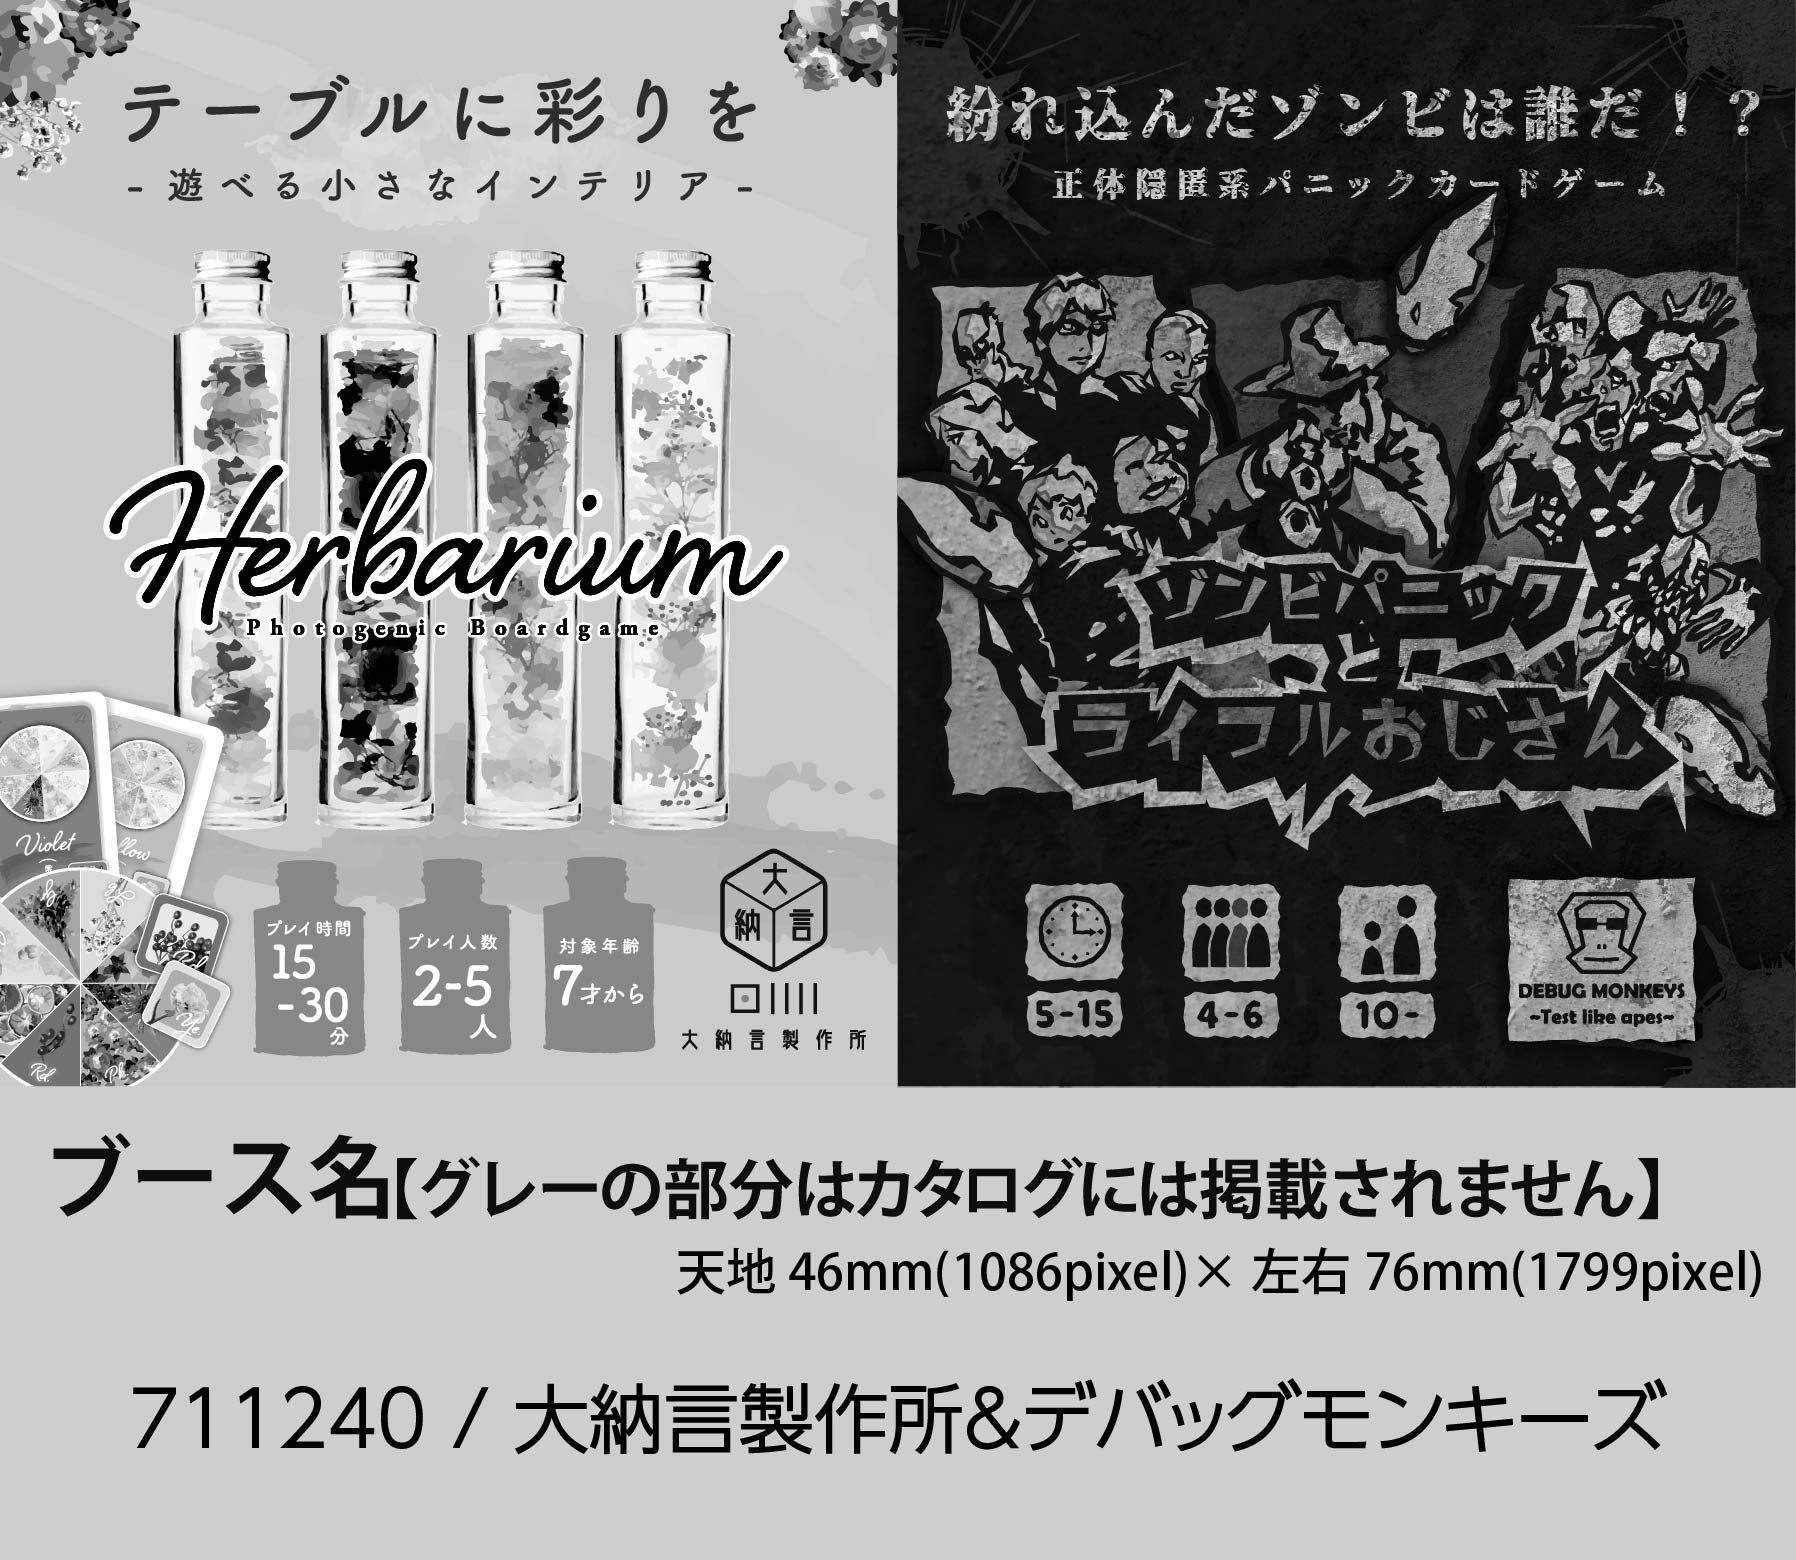 テーブルに彩りを
- 遊べる小さなインテリア -
Herbarium
Photogenic Boardgame
Violet
llow
Rd.
Pk.
Ye.
プレイ時間
15
-30
分
プレイ人数
2-5
人
対象年齢
7才から
大
納言
大納言製作所
紛れ込んだゾンビは誰だ！？
正体隠匿系パニックカードゲーム
ゾンビパニック
と
ライフルおじさん
5-15
4-6
10-
DEBUG MONKEYS
~Test like apes~
ブース名【グレーの部分はカタログには掲載されません】
天地 46mm(1086pixel)× 左右 76mm(1799pixel)
711240 / 大納言製作所&デバッグモンキーズ